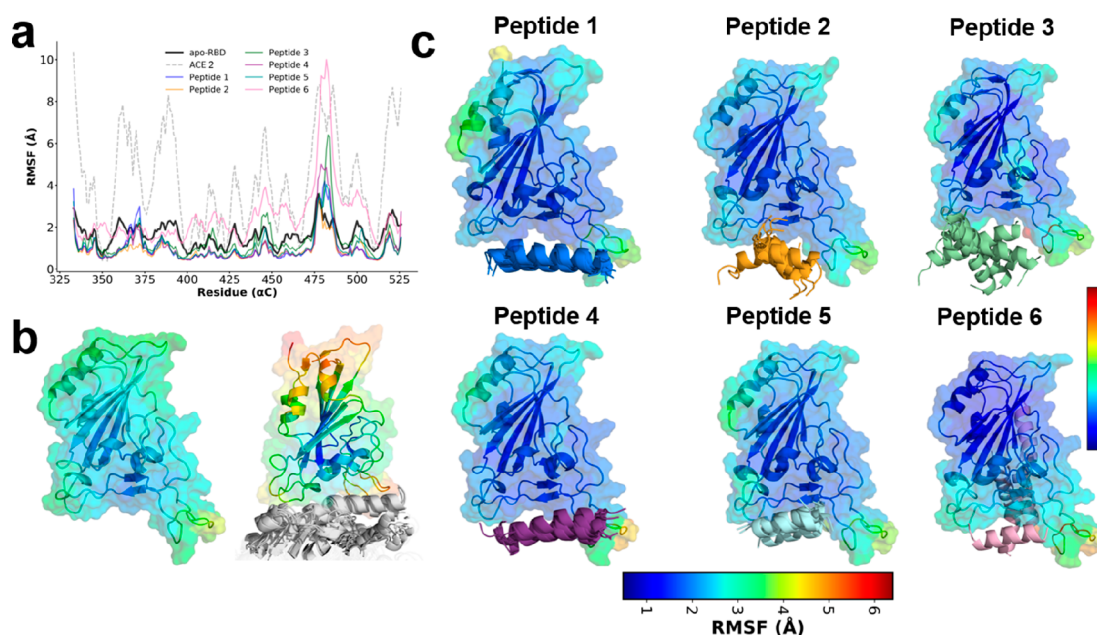 a
apo-RBD
ACE 2
Peptide 1
Peptide 2
Peptide 3
Peptide 4
Peptide 5
Peptide 6
10
8
6
4
2
0
RMSF (Å)
325 350 375 400 425 450 475 500 525
Residue (αC)
b
c
Peptide 1 Peptide 2 Peptide 3
Peptide 4 Peptide 5 Peptide 6
1 2 3 4 5 6
RMSF (Å)